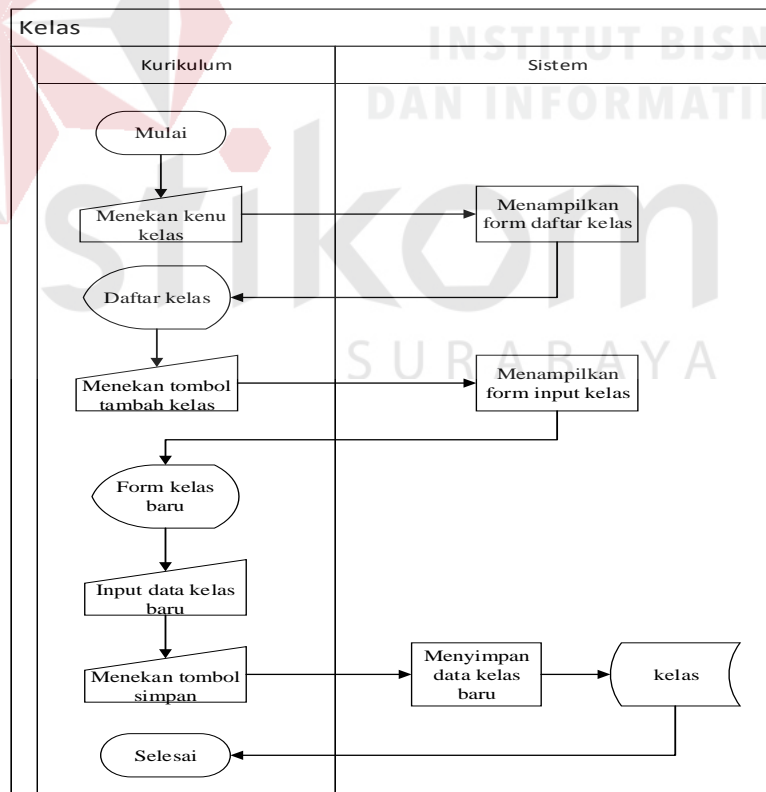 Kelas
Kurikulum
Sistem
Mulai
Menekan kenu
kelas
Menampilkan
form daftar kelas
Daftar kelas
Menekan tombol
tambah kelas
Menampilkan
form input kelas
Form kelas
baru
Input data kelas
baru
Menekan tombol
simpan
Menyimpan
data kelas
baru
kelas
Selesai
INSTITUT BISN
DAN INFORMATI
stikom
SURABAYA